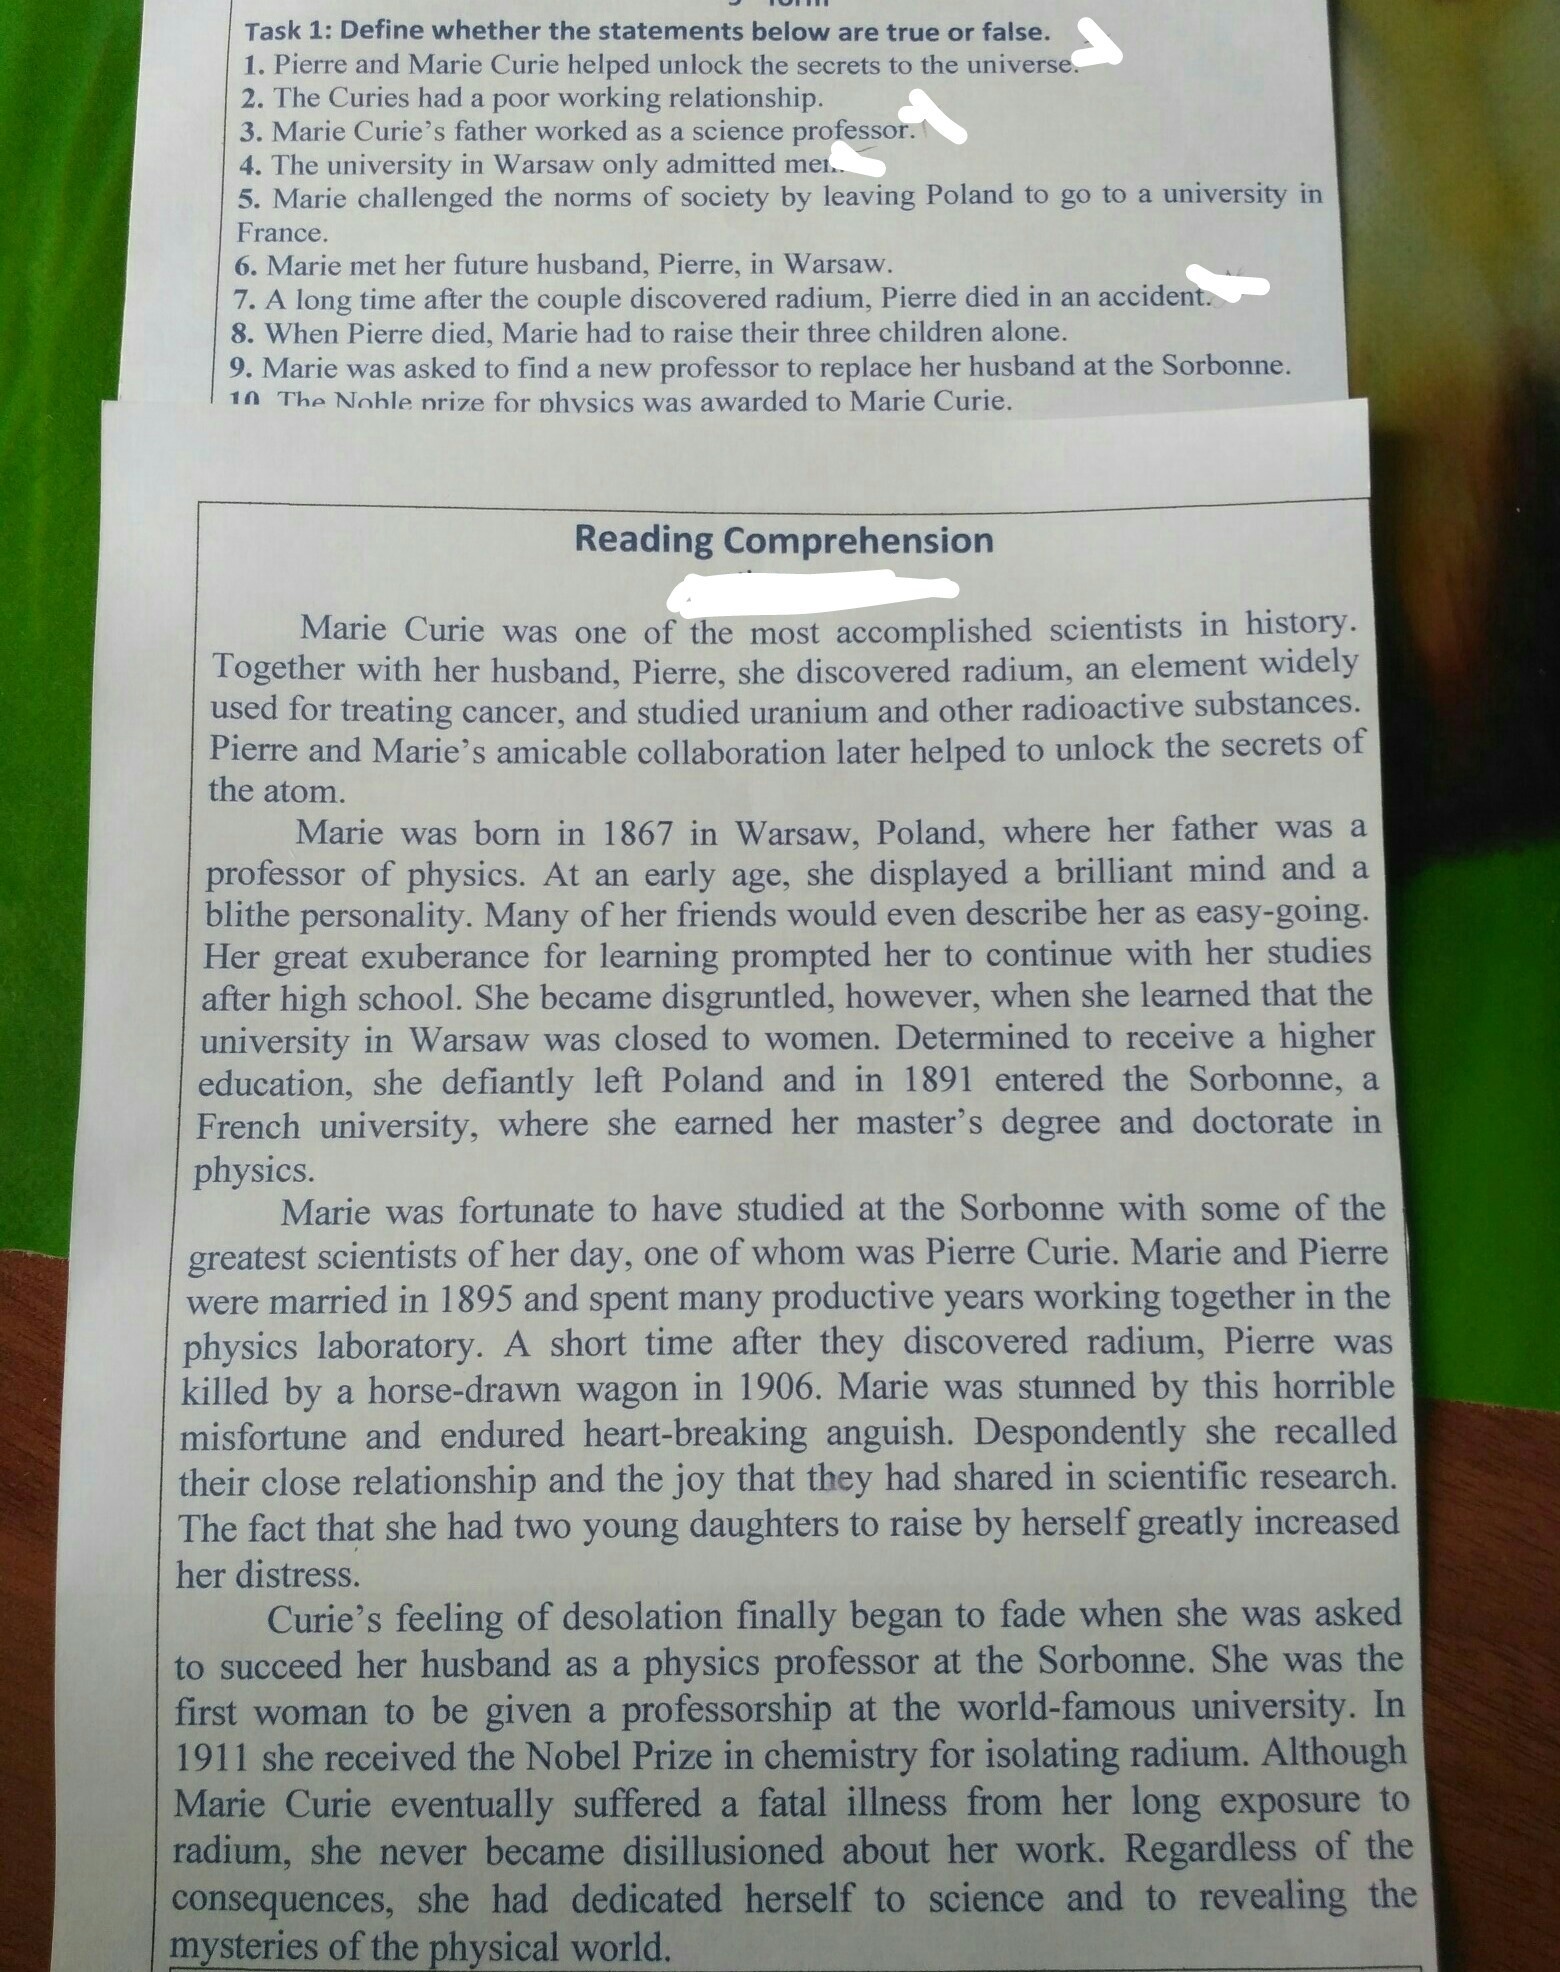 Task 1: Define whether the statements below are true or false.
1. Pierre and Marie Curie helped unlock the secrets to the universe.
2. The Curies had a poor working relationship.
3. Marie Curie's father worked as a science professor.
4. The university in Warsaw only admitted men.
5. Marie challenged the norms of society by leaving Poland to go to a university in
France.
6. Marie met her future husband, Pierre, in Warsaw.
7. A long time after the couple discovered radium, Pierre died in an accident.
8. When Pierre died, Marie had to raise their three children alone.
9. Marie was asked to find a new professor to replace her husband at the Sorbonne.
10. The Noble prize for physics was awarded to Marie Curie.
Reading Comprehension
Marie Curie was one of the most accomplished scientists in history.
Together with her husband, Pierre, she discovered radium, an element widely
used for treating cancer, and studied uranium and other radioactive substances.
Pierre and Marie's amicable collaboration later helped to unlock the secrets of
the atom.
Marie was born in 1867 in Warsaw, Poland, where her father was a
professor of physics. At an early age, she displayed a brilliant mind and a
blithe personality. Many of her friends would even describe her as easy-going.
Her great exuberance for learning prompted her to continue with her studies
after high school. She became disgruntled, however, when she learned that the
university in Warsaw was closed to women. Determined to receive a higher
education, she defiantly left Poland and in 1891 entered the Sorbonne, a
French university, where she earned her master's degree and doctorate in
physics.
Marie was fortunate to have studied at the Sorbonne with some of the
greatest scientists of her day, one of whom was Pierre Curie. Marie and Pierre
were married in 1895 and spent many productive years working together in the
physics laboratory. A short time after they discovered radium, Pierre was
killed by a horse-drawn wagon in 1906. Marie was stunned by this horrible
misfortune and endured heart-breaking anguish. Despondently she recalled
their close relationship and the joy that they had shared in scientific research.
The fact that she had two young daughters to raise by herself greatly increased
her distress.
Curie's feeling of desolation finally began to fade when she was asked
to succeed her husband as a physics professor at the Sorbonne. She was the
first woman to be given a professorship at the world-famous university. In
1911 she received the Nobel Prize in chemistry for isolating radium. Although
Marie Curie eventually suffered a fatal illness from her long exposure to
radium, she never became disillusioned about her work. Regardless of the
consequences, she had dedicated herself to science and to revealing the
mysteries of the physical world.